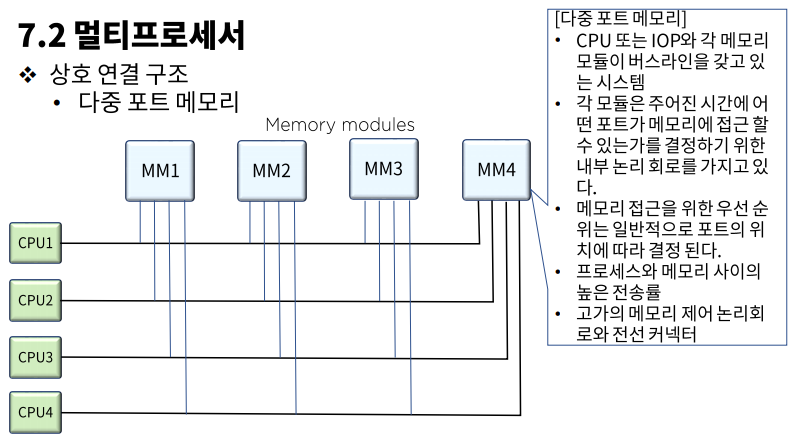 7.2 멀티프로세서
❖ 상호 연결 구조
• 다중 포트 메모리
Memory modules
MM1 MM2 MM3 MM4
CPU1
CPU2
CPU3
CPU4
[다중 포트 메모리]
• CPU 또는 IOP와 각 메모리
모듈이 버스라인을 갖고 있
는 시스템
• 각 모듈은 주어진 시간에 어
떤 포트가 메모리에 접근 할
수 있는가를 결정하기 위한
내부 논리 회로를 가지고 있
다.
• 메모리 접근을 위한 우선 순
위는 일반적으로 포트의 위
치에 따라 결정 된다.
• 프로세스와 메모리 사이의
높은 전송률
• 고가의 메모리 제어 논리회
로와 전선 커넥터